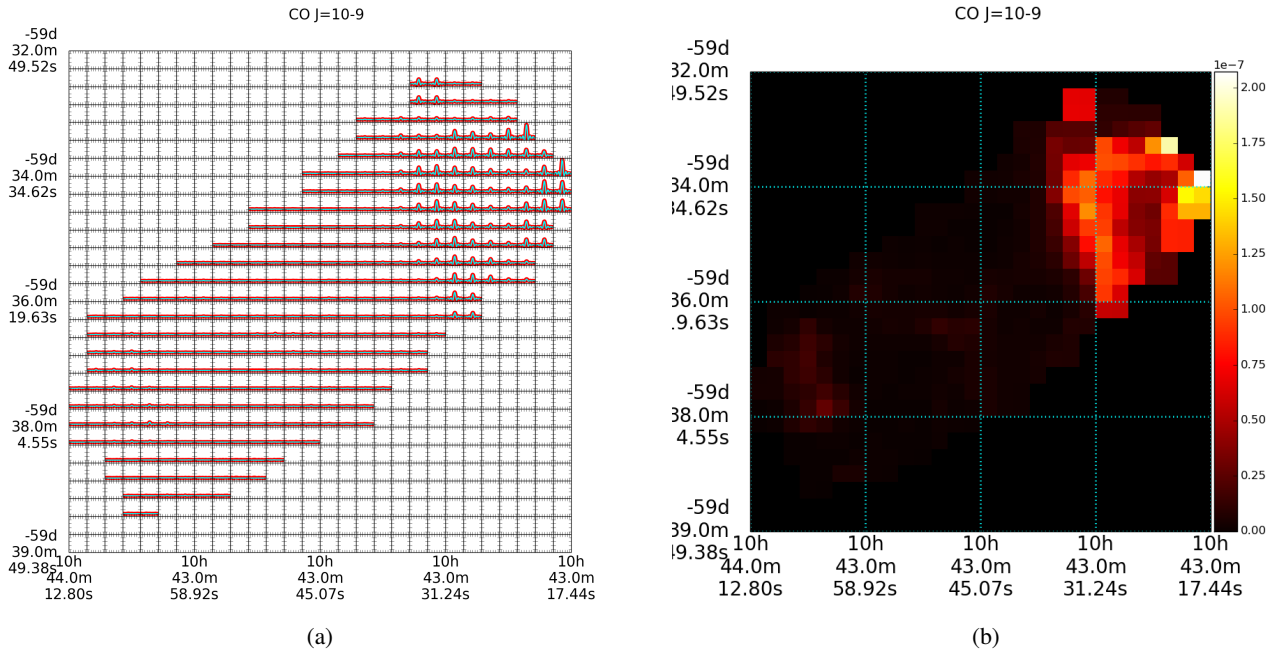 CO J=10-9
-59d
32.0m
49.52s
-59d
34.0m
34.62s
-59d
36.0m
19.63s
-59d
38.0m
4.55s
-59d
39.0m
49.38s
10h
44.0m
12.80s
10h
43.0m
58.92s
10h
43.0m
45.07s
10h
43.0m
31.24s
10h
43.0m
17.44s
(a)
CO J=10-9
-59d
32.0m
49.52s
-59d
34.0m
34.62s
-59d
36.0m
19.63s
-59d
38.0m
4.55s
-59d
39.0m
49.38s
10h
44.0m
12.80s
10h
43.0m
58.92s
10h
43.0m
45.07s
10h
43.0m
31.24s
10h
43.0m
17.44s
1e−7
2.00
1.75
1.50
1.25
1.00
0.75
0.50
0.25
0.00
(b)